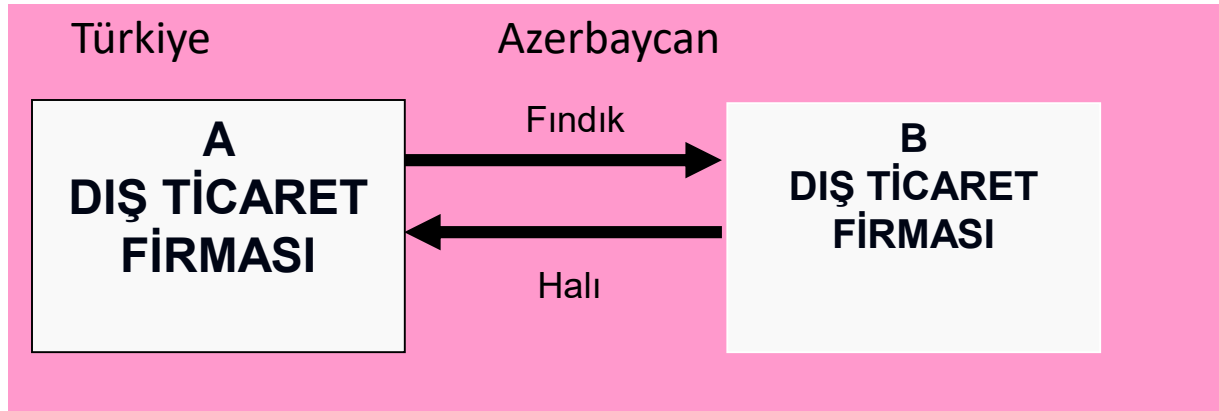 Türkiye
Azerbaycan
A
DIŞ TİCARET
FİRMASI
Fındık
Halı
B
DIŞ TİCARET
FİRMASI